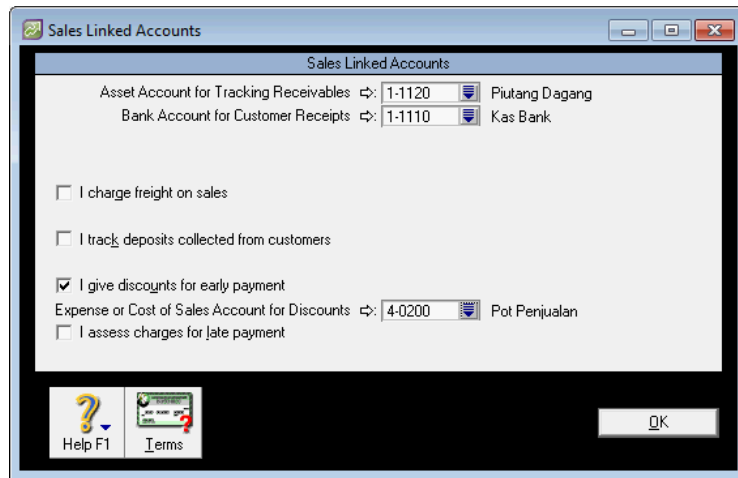 Sales Linked Accounts
Sales Linked Accounts
Asset Account for Tracking Receivables ⇨: 1-1120 Piutang Dagang
Bank Account for Customer Receipts ⇨: 1-1110 Kas Bank
I charge freight on sales
I track deposits collected from customers
I give discounts for early payment
Expense or Cost of Sales Account for Discounts ⇨: 4-0200 Pot Penjualan
I assess charges for late payment
Help F1 Terms OK